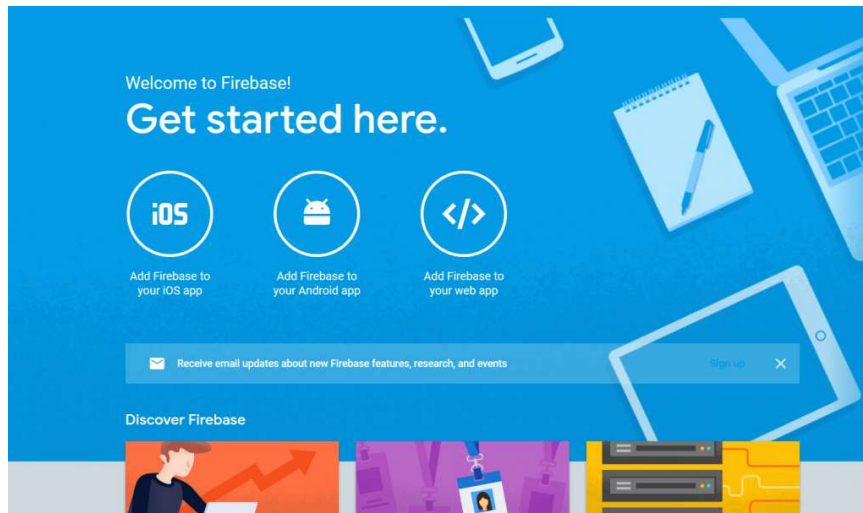 Welcome to Firebase!
Get started here.
iOS
</>
Add Firebase to
your iOS app
Add Firebase to
your Android app
Add Firebase to
your web app
Receive email updates about new Firebase features, research, and events
Sign up
Discover Firebase